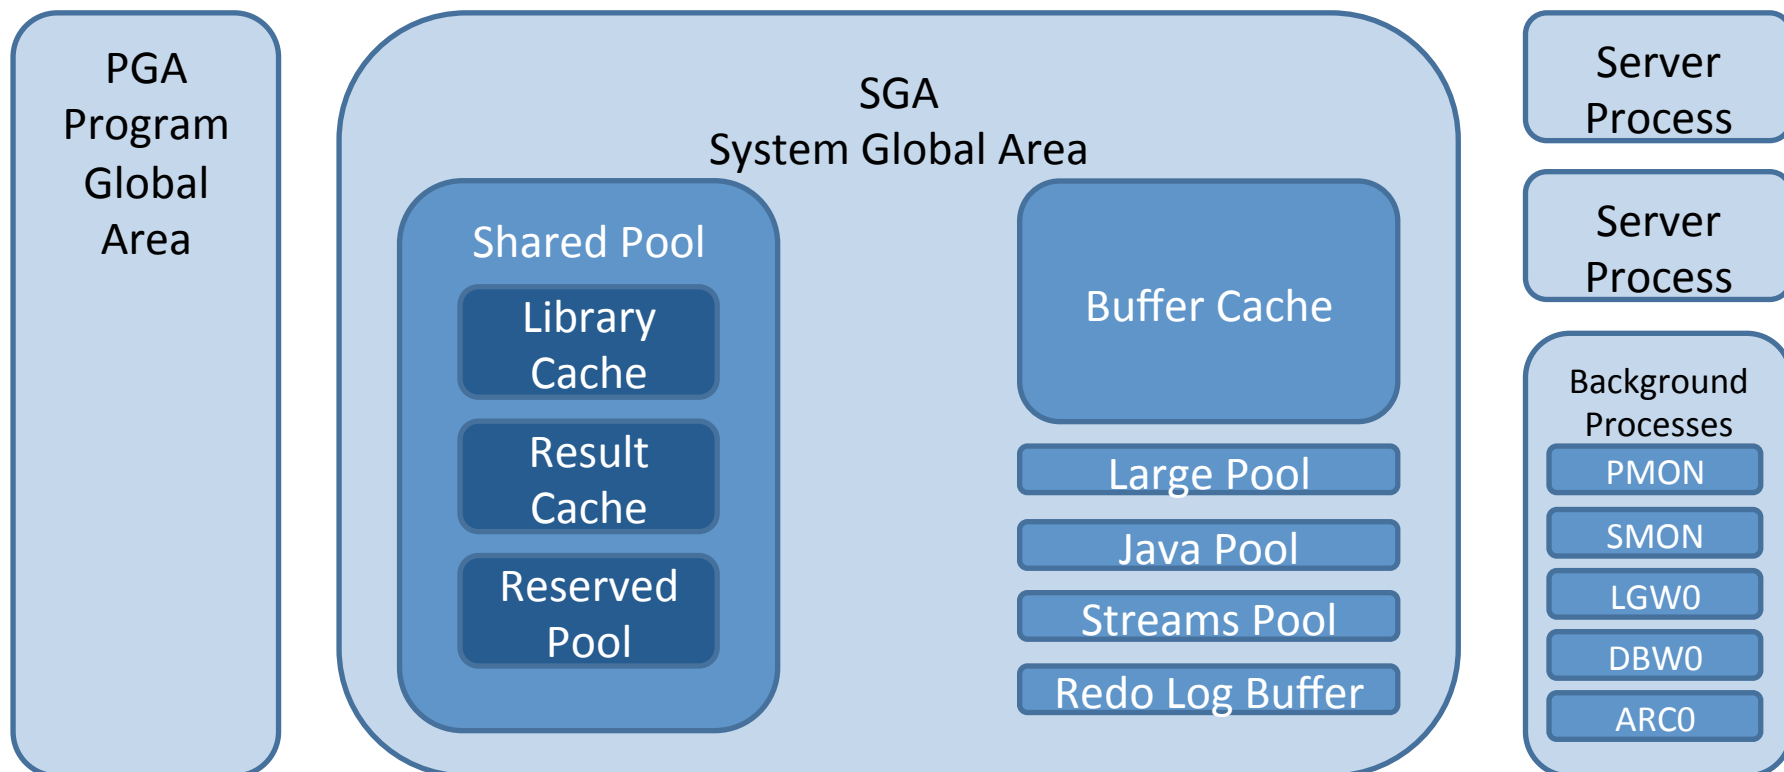 PGA
Program
Global
Area
SGA
System Global Area
Shared Pool
Library
Cache
Result
Cache
Reserved
Pool
Buffer Cache
Large Pool
Java Pool
Streams Pool
Redo Log Buffer
Server
Process
Server
Process
Background
Processes
PMON
SMON
LGW0
DBW0
ARC0